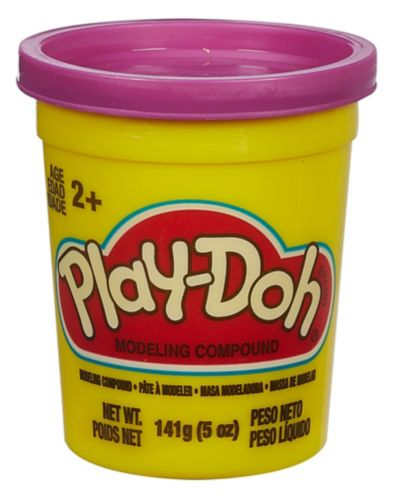 AGE
EDAD
IDADE
2+
Play-Doh®
MODELING COMPOUND
MODELING COMPOUND • PÂTE À MODELER • MASA MODELADORA • MASSA DE MODELAR
NET WT. 141g (5 oz) PESO NETO
POIDS NET PESO LÍQUIDO